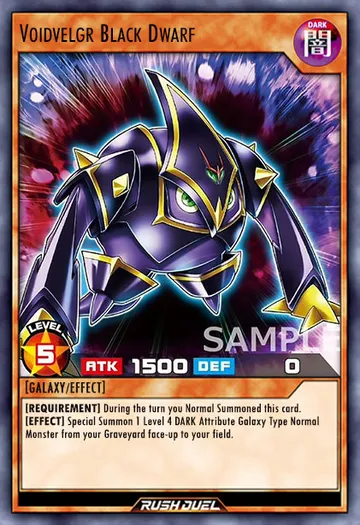 Voidvelgr Black Dwarf
DARK
闇
SAMPLE
LEVEL
5
ATK 1500 DEF 0
[GALAXY/EFFECT]
[REQUIREMENT] During the turn you Normal Summoned this card.
[EFFECT] Special Summon 1 Level 4 DARK Attribute Galaxy Type Normal
Monster from your Graveyard face-up to your field.
RUSH DUEL